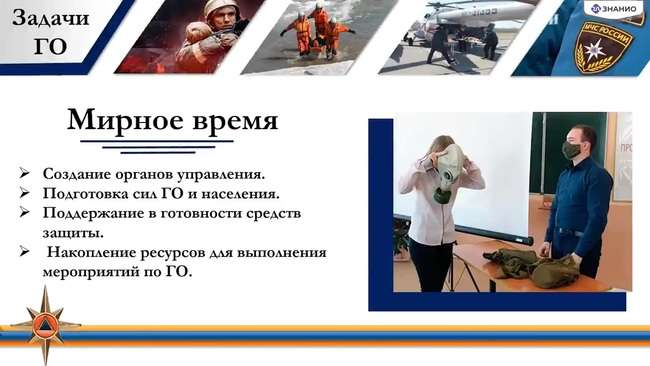 Задачи
ГО
ЗНАНИО
МЧС РОССИИ
Мирное время
Создание органов управления.
Подготовка сил ГО и населения.
Поддержание в готовности средств
защиты.
Накопление ресурсов для выполнения
мероприятий по ГО.